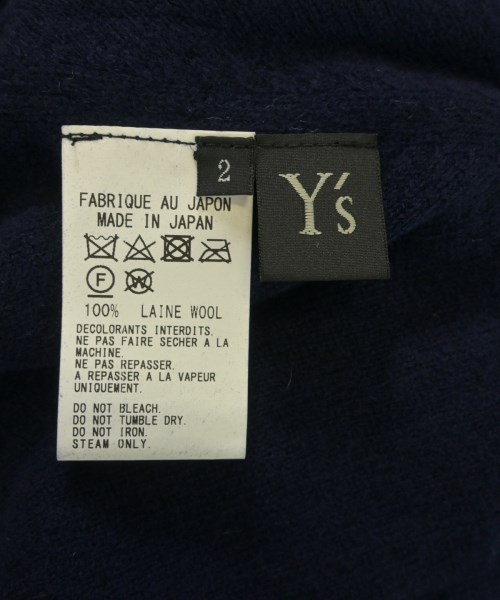 2
Y's
FABRIQUE AU JAPON
MADE IN JAPAN
F W
100% LAINE WOOL
DECOLORANTS INTERDITS.
NE PAS FAIRE SECHER A LA
MACHINE.
NE PAS REPASSER.
A REPASSER A LA VAPEUR
UNIQUEMENT.
DO NOT BLEACH.
DO NOT TUMBLE DRY.
DO NOT IRON.
STEAM ONLY.